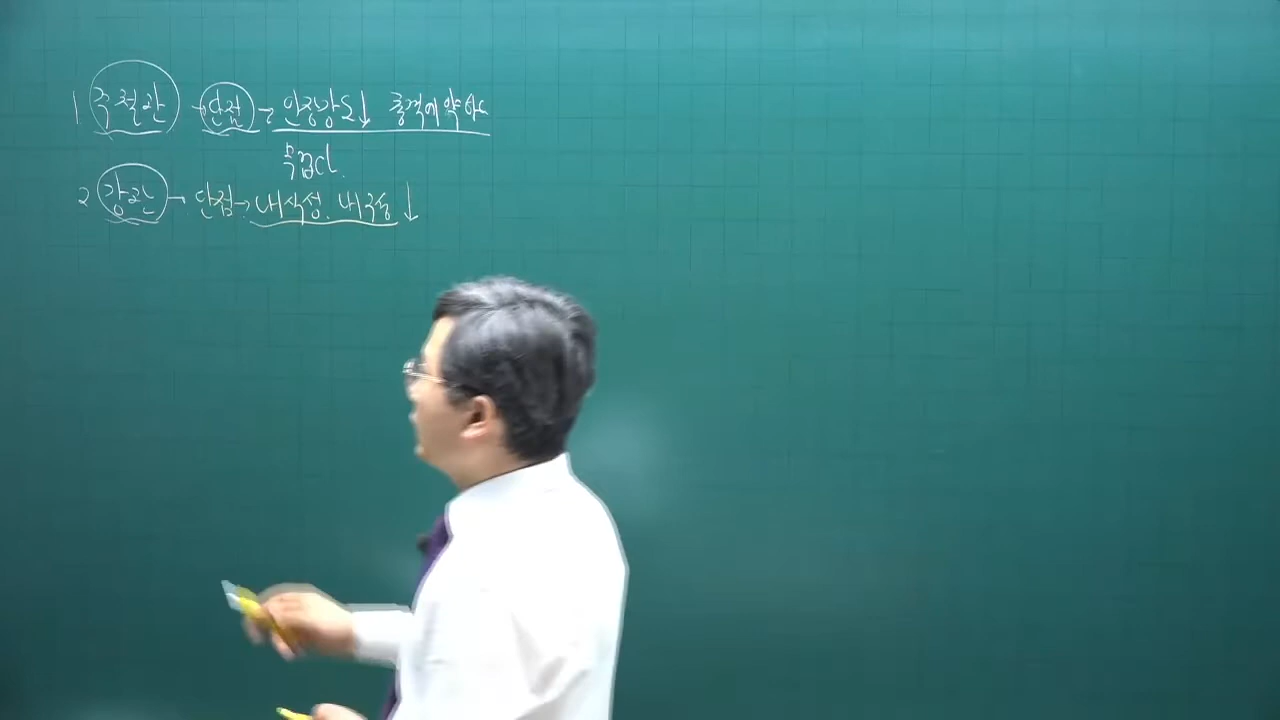 1 주철관 → 단점 → 인장강도↓ 충격에 약하다
무겁다.
2 강관 → 단점 → 내식성. 내구성 ↓